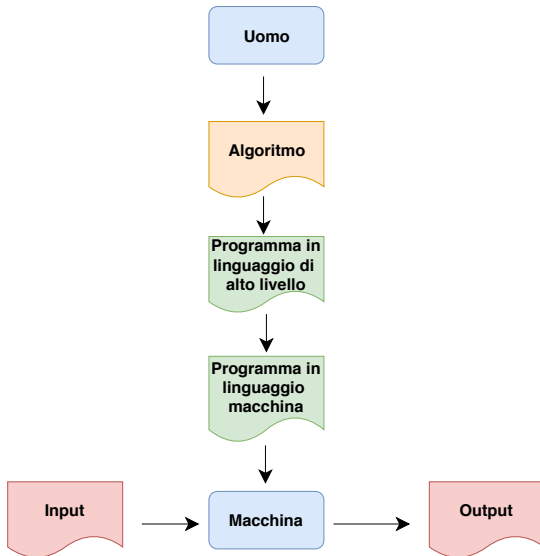 Uomo
Algoritmo
Programma in
linguaggio di
alto livello
Programma in
linguaggio
macchina
Input
Macchina
Output